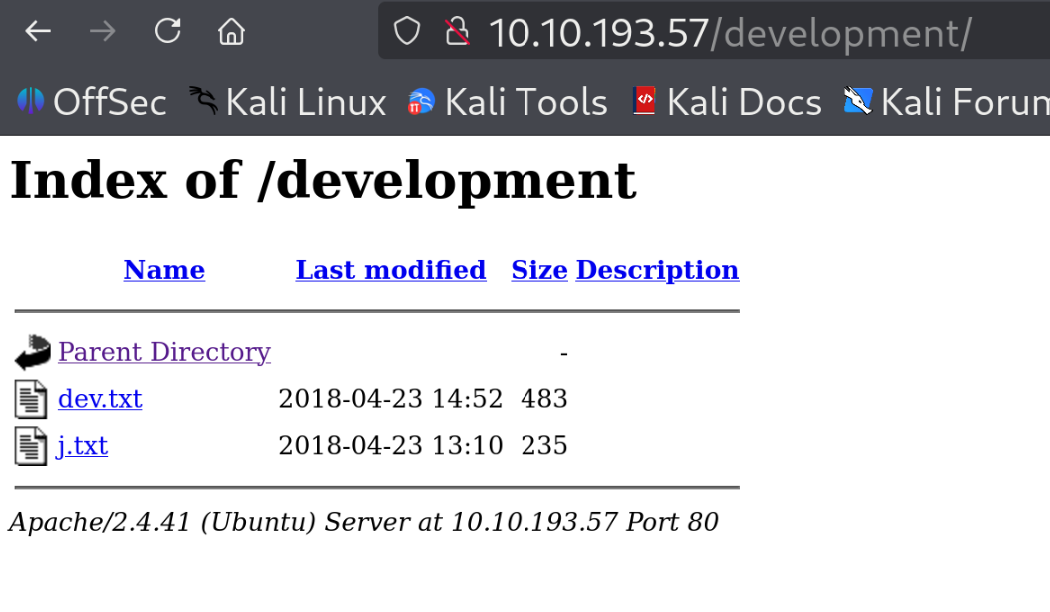 10.10.193.57/development/
OffSec Kali Linux Kali Tools Kali Docs Kali Forum
Index of /development
Name Last modified Size Description
Parent Directory -
dev.txt 2018-04-23 14:52 483
j.txt 2018-04-23 13:10 235
Apache/2.4.41 (Ubuntu) Server at 10.10.193.57 Port 80